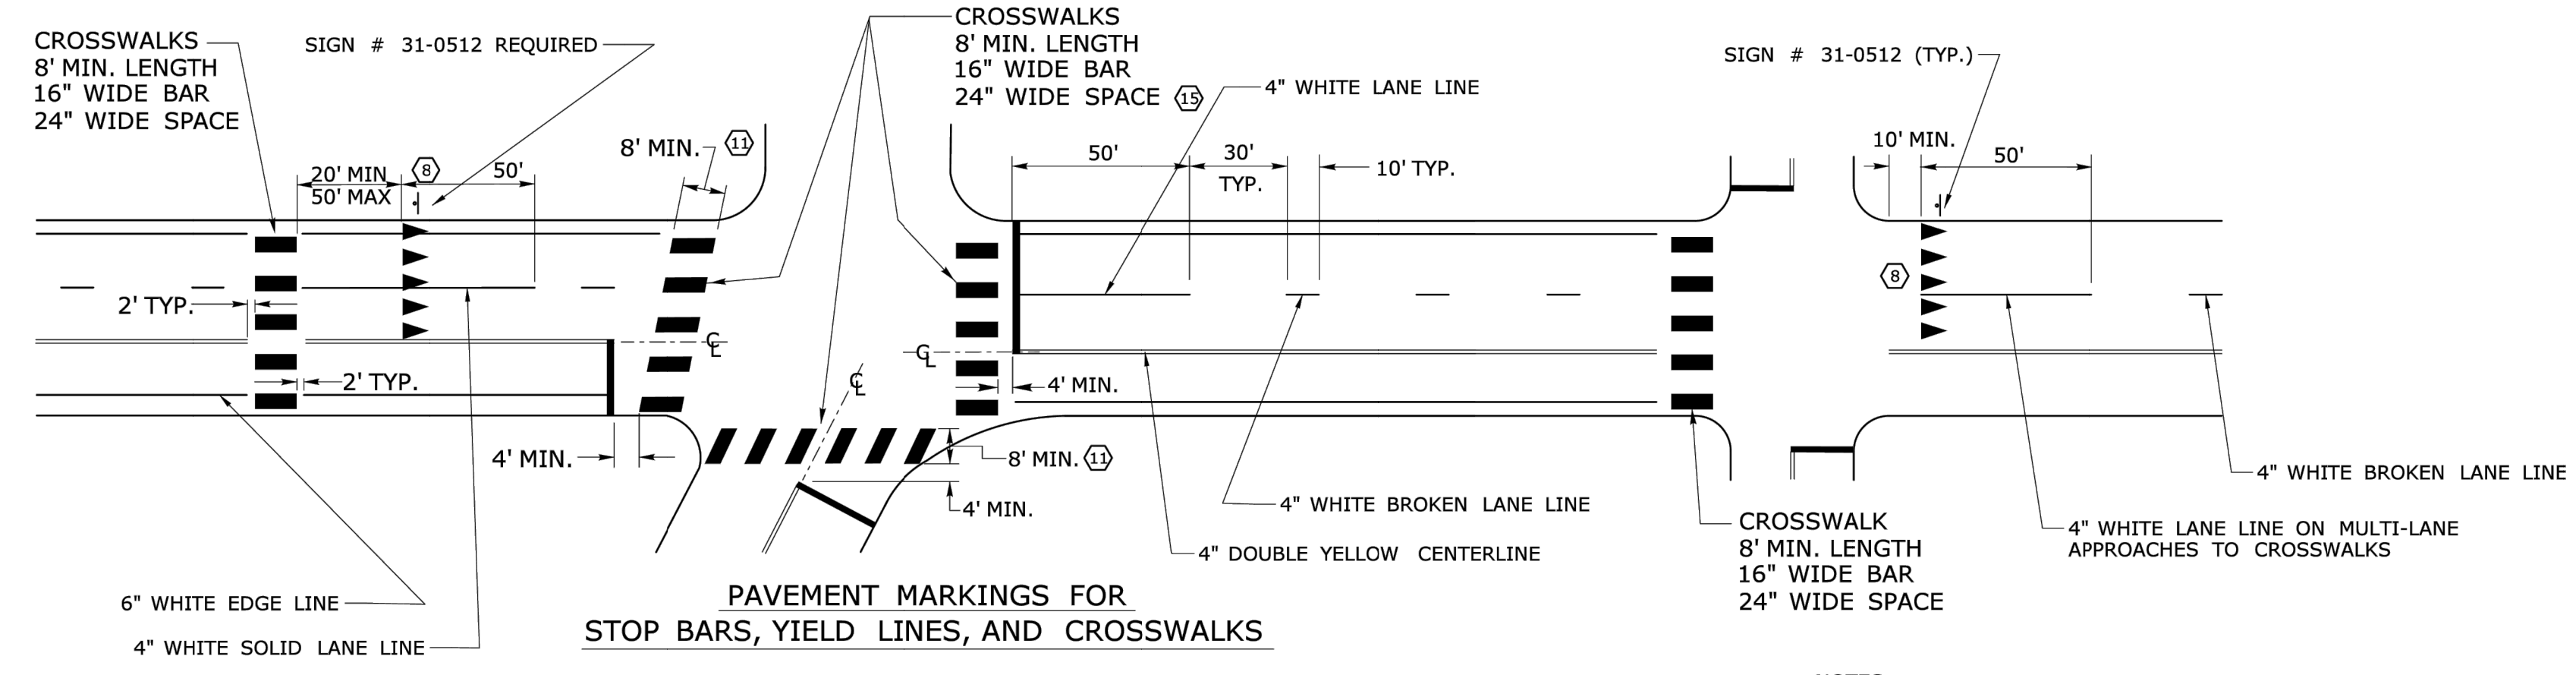 CROSSWALKS
8' MIN. LENGTH
16" WIDE BAR
24" WIDE SPACE
SIGN # 31-0512 REQUIRED
CROSSWALKS
8' MIN. LENGTH
16" WIDE BAR
24" WIDE SPACE 15
4" WHITE LANE LINE
SIGN # 31-0512 (TYP.)
20' MIN
50' MAX
8
50'
8' MIN.
11
50'
30'
TYP.
10' TYP.
10' MIN.
50'
8
2' TYP.
2' TYP.
CL
CL
CL
4' MIN.
4' MIN.
8' MIN. 11
4' MIN.
4" WHITE BROKEN LANE LINE
4" DOUBLE YELLOW CENTERLINE
4" WHITE BROKEN LANE LINE
4" WHITE LANE LINE ON MULTI-LANE
APPROACHES TO CROSSWALKS
CROSSWALK
8' MIN. LENGTH
16" WIDE BAR
24" WIDE SPACE
6" WHITE EDGE LINE
4" WHITE SOLID LANE LINE
PAVEMENT MARKINGS FOR
STOP BARS, YIELD LINES, AND CROSSWALKS